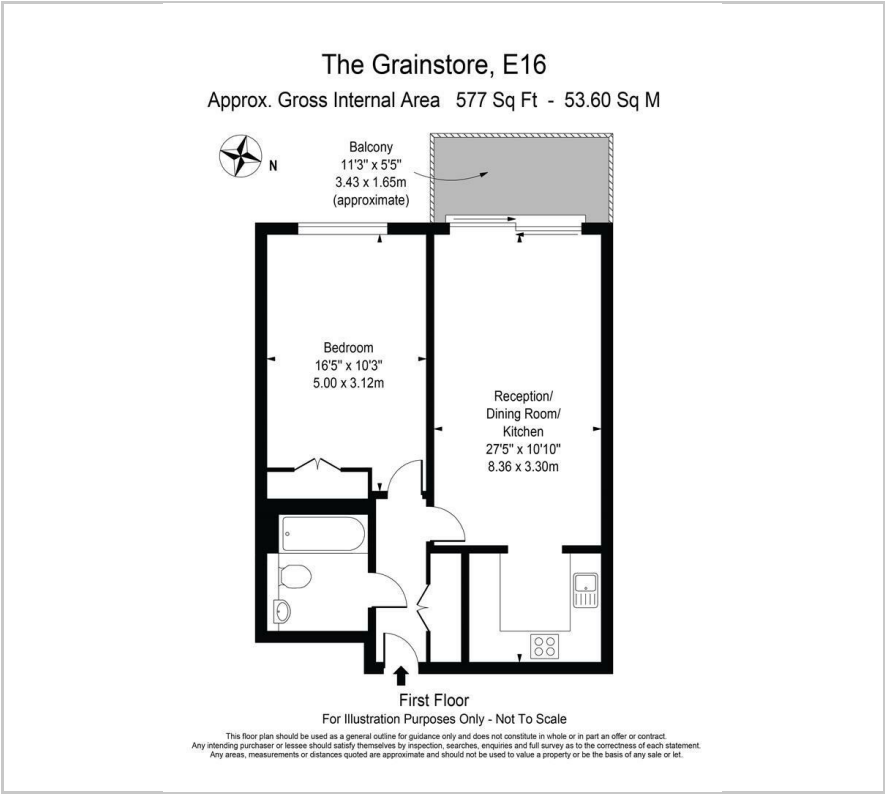 The Grainstore, E16
Approx. Gross Internal Area 577 Sq Ft - 53.60 Sq M
N
Balcony
11'3" x 5'5"
3.43 x 1.65m
(approximate)
Bedroom
16'5" x 10'3"
5.00 x 3.12m
Reception/
Dining Room/
Kitchen
27'5" x 10'10"
8.36 x 3.30m
First Floor
For Illustration Purposes Only - Not To Scale
This floor plan should be used as a general outline for guidance only and does not constitute in whole or in part an offer or contract.
Any intending purchaser or lessee should satisfy themselves by inspection, searches, enquiries and full survey as to the correctness of each statement.
Any areas, measurements or distances quoted are approximate and should not be used to value a property or be the basis of any sale or let.